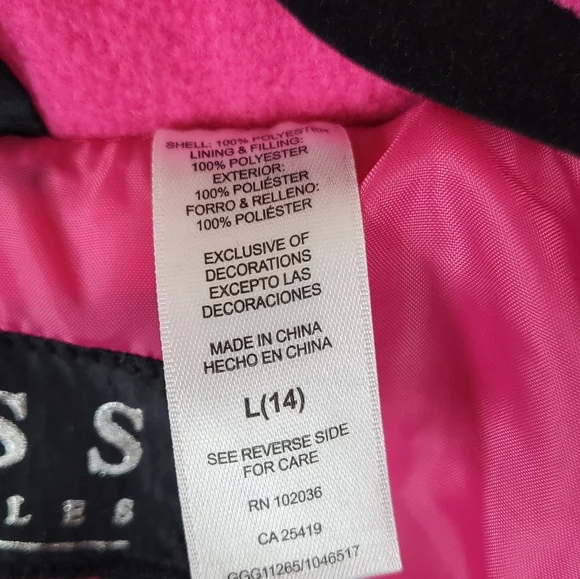 SHELL: 100% POLYESTER
LINING & FILLING:
100% POLYESTER
EXTERIOR:
100% POLIÉSTER
FORRO & RELLENO:
100% POLIÉSTER
EXCLUSIVE OF
DECORATIONS
EXCEPTO LAS
DECORACIONES
MADE IN CHINA
HECHO EN CHINA
L(14)
SEE REVERSE SIDE
FOR CARE
RN 102036
CA 25419
GGG11265/1046517
SS
LES